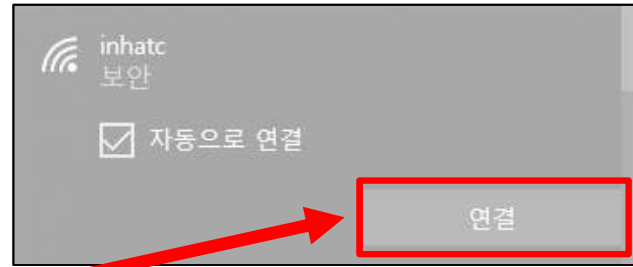 inhatc
보안
자동으로 연결
연결